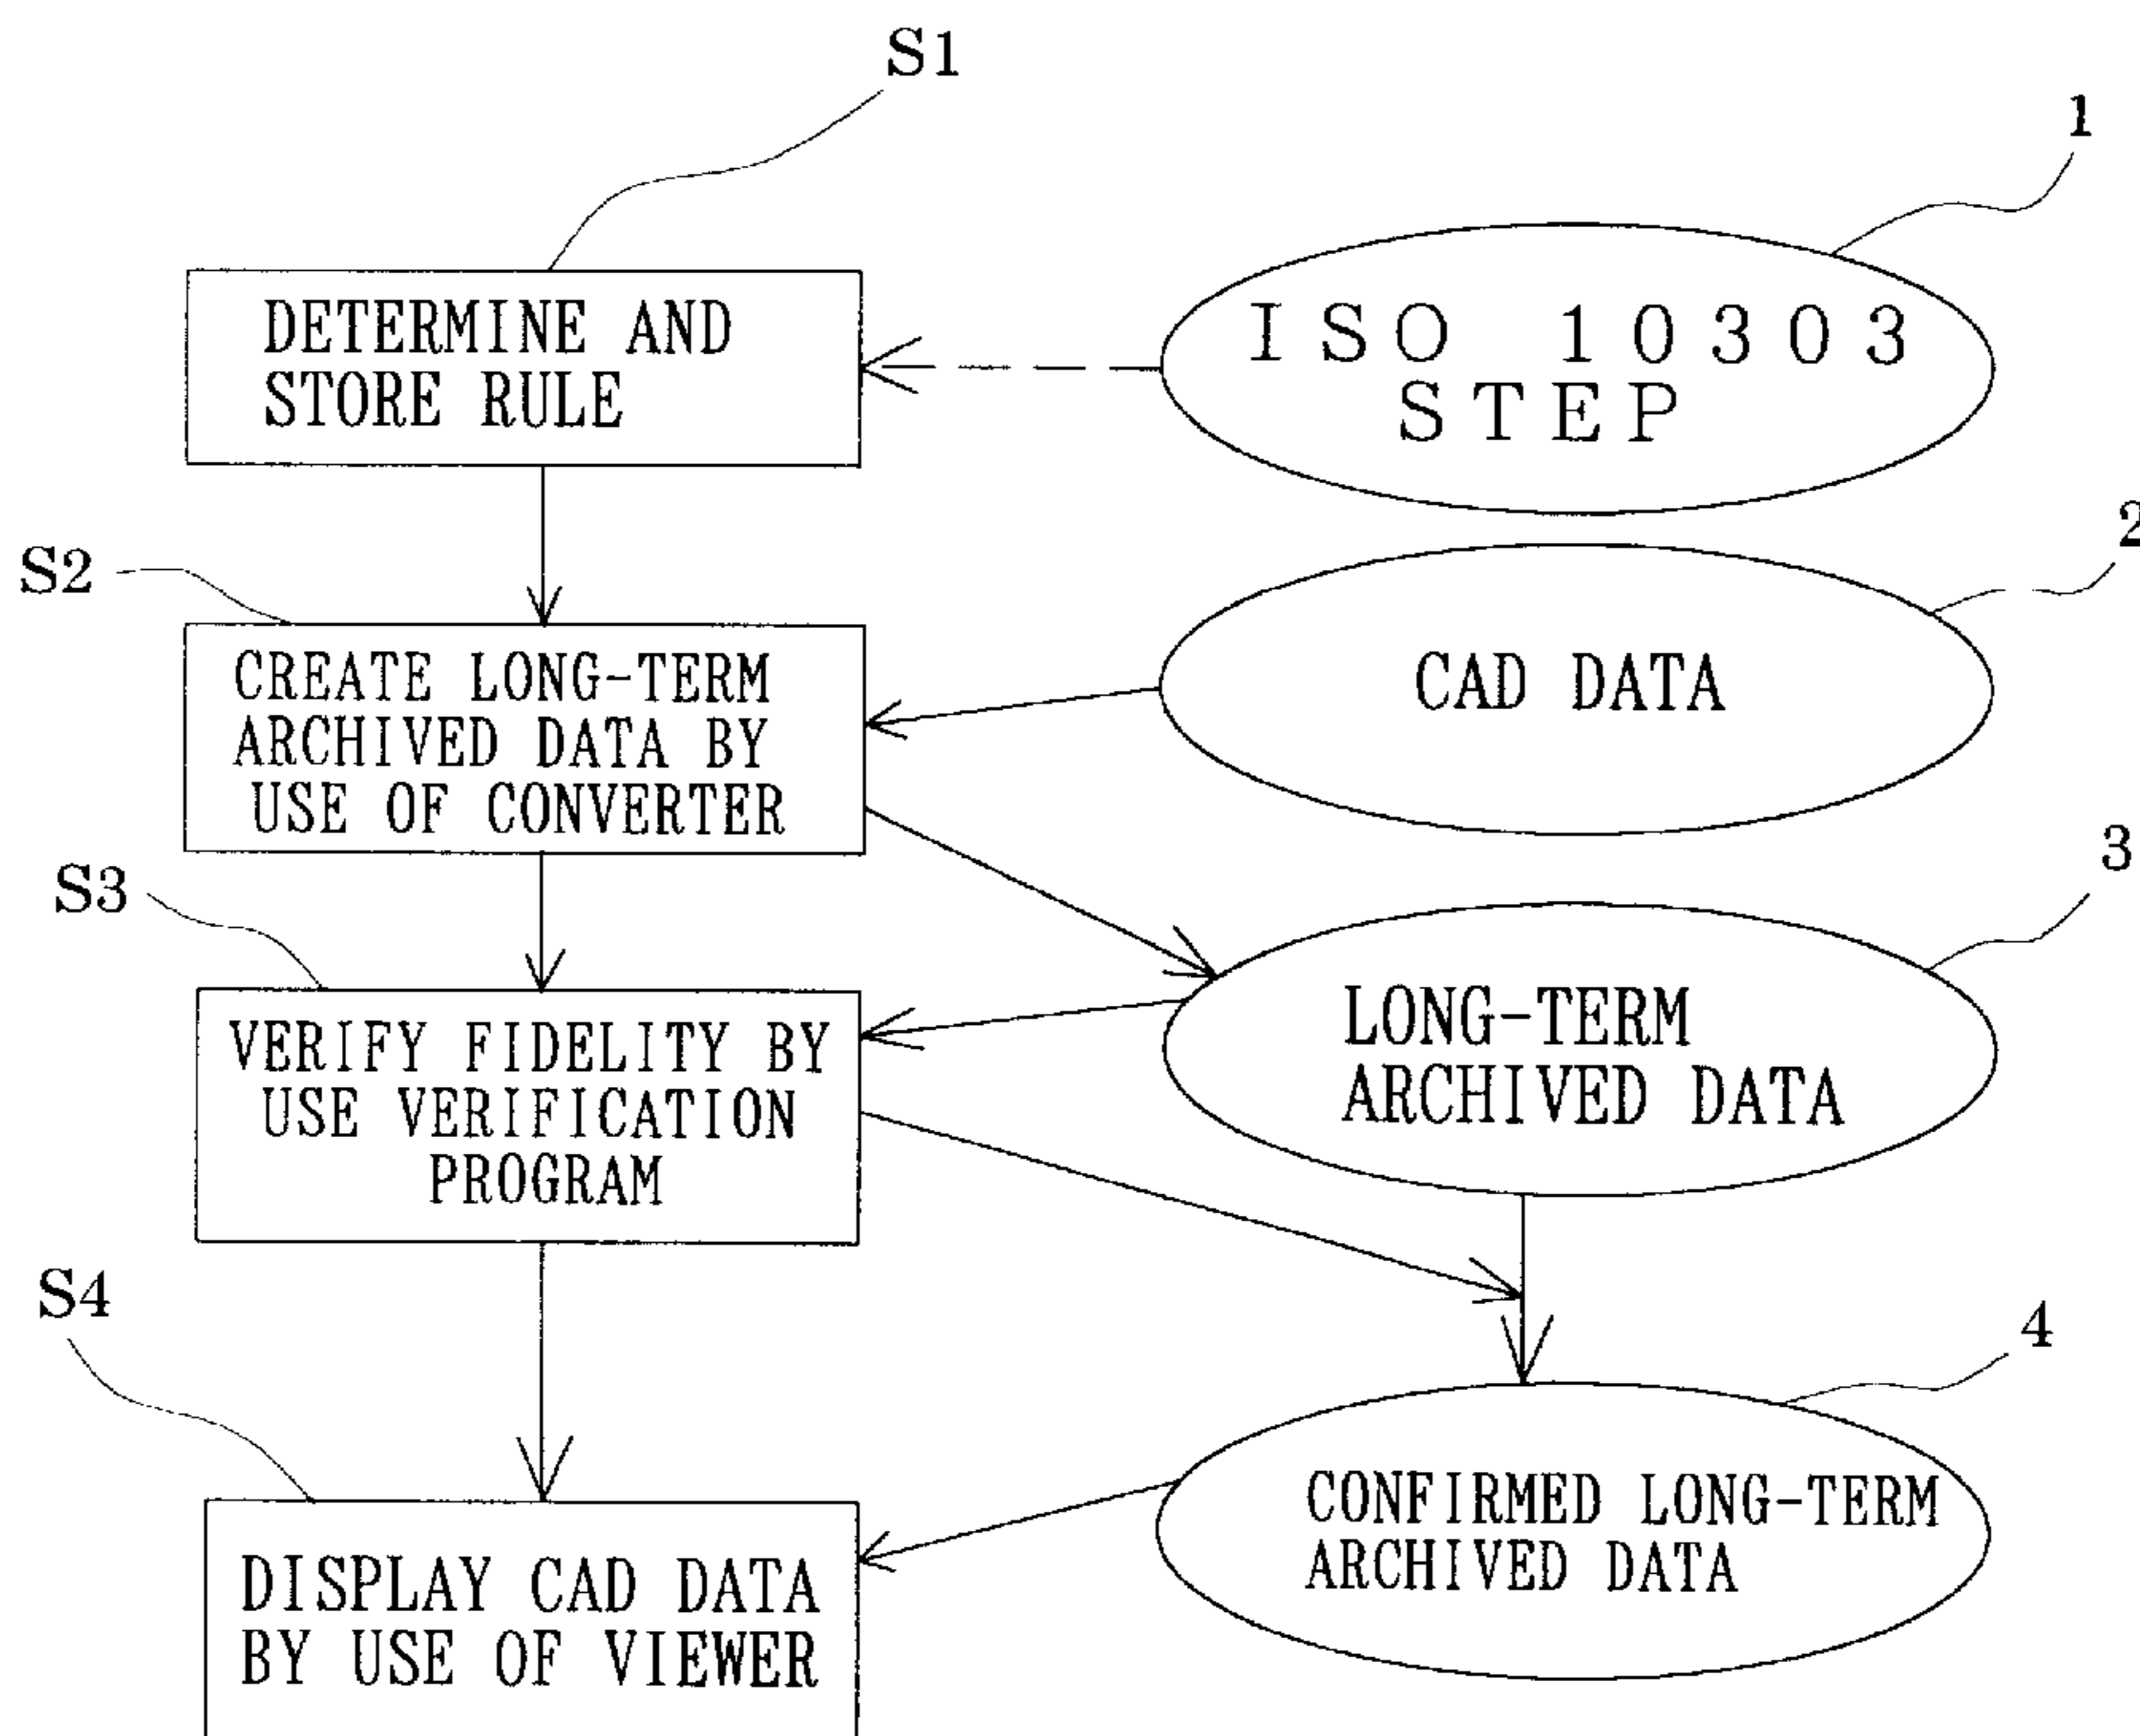 S1
1
DETERMINE AND
STORE RULE
ISO 10303
STEP
2
S2
CREATE LONG-TERM
ARCHIVED DATA BY
USE OF CONVERTER
CAD DATA
3
S3
VERIFY FIDELITY BY
USE VERIFICATION
PROGRAM
LONG-TERM
ARCHIVED DATA
S4
4
DISPLAY CAD DATA
BY USE OF VIEWER
CONFIRMED LONG-TERM
ARCHIVED DATA